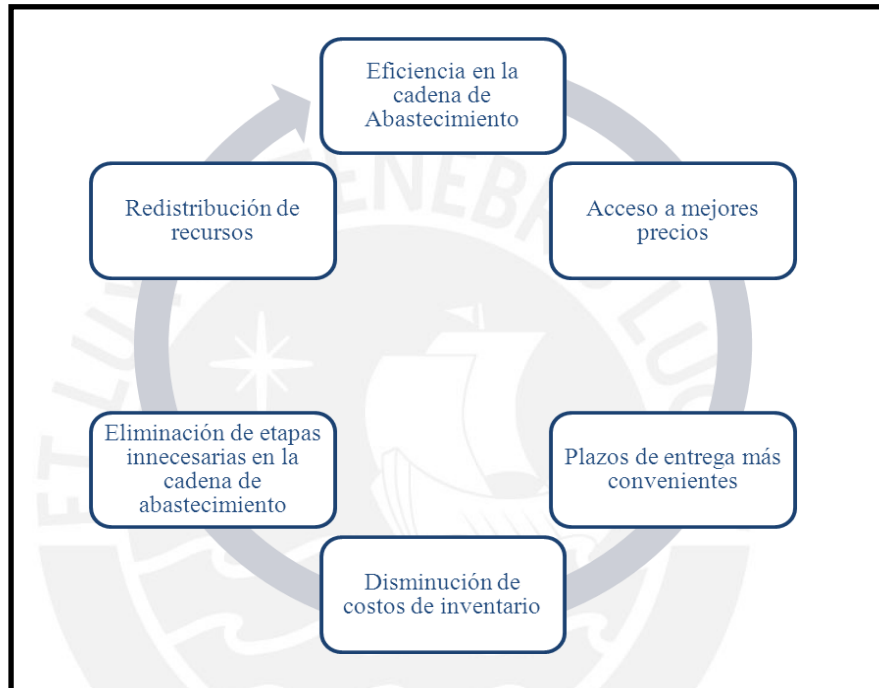 Eficiencia en la
cadena de
Abastecimiento
Acceso a mejores
precios
Plazos de entrega más
convenientes
Disminución de
costos de inventario
Eliminación de etapas
innecesarias en la
cadena de
abastecimiento
Redistribución de
recursos